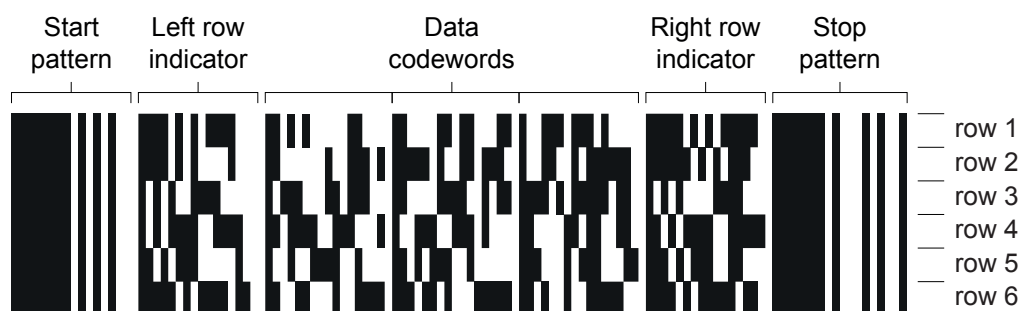 Start pattern
Left row indicator
Data codewords
Right row indicator
Stop pattern
row 1
row 2
row 3
row 4
row 5
row 6